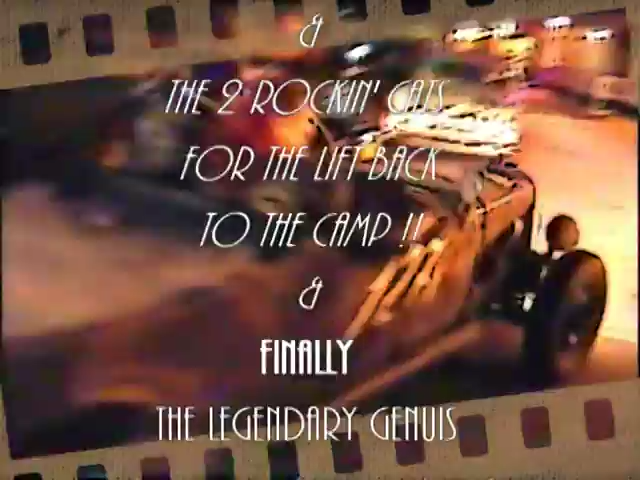 &
THE 2 ROCKIN' CATS
FOR THE LIFT BACK
TO THE CAMP !!
&
FINALLY
THE LEGENDARY GENUIS